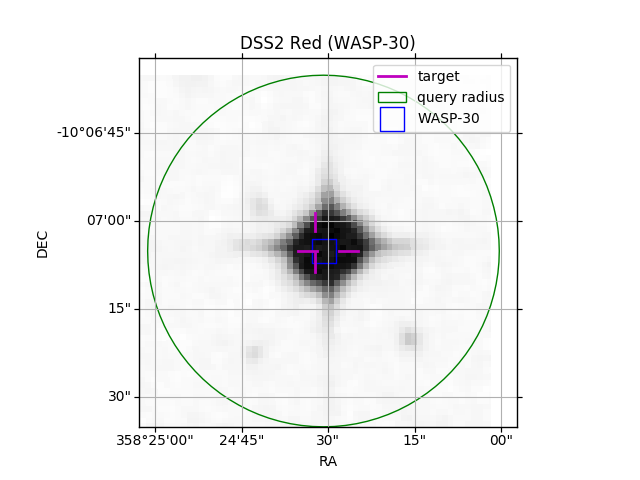 DSS2 Red (WASP-30)
target
query radius
WASP-30
-10°06'45"
07'00"
15"
30"
DEC
358°25'00" 24'45" 30" 15" 00"
RA